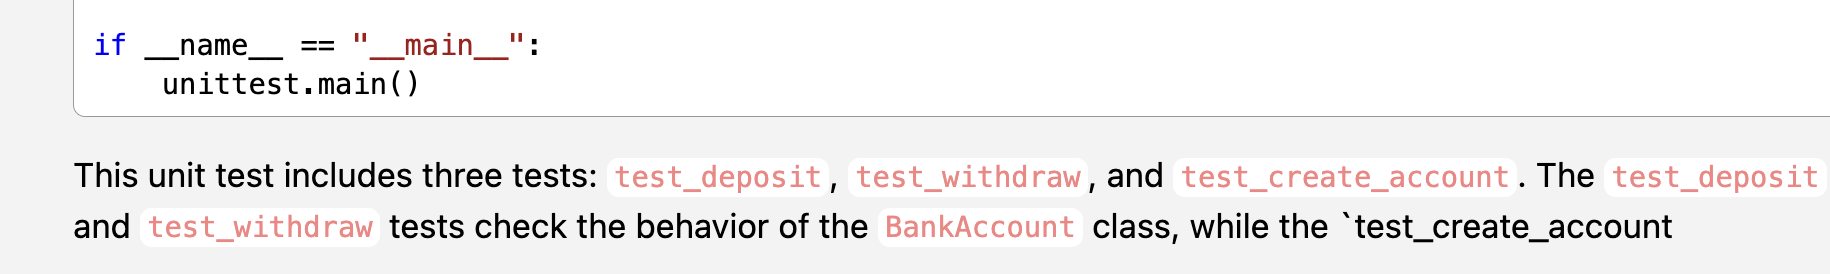 if __name__ == "__main__":
    unittest.main()
This unit test includes three tests: test_deposit, test_withdraw, and test_create_account. The test_deposit
and test_withdraw tests check the behavior of the BankAccount class, while the `test_create_account